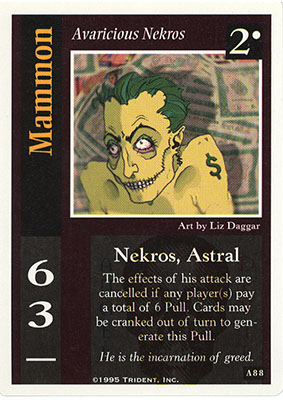 Mammon
Avaricious Nekros
2•
$
Art by Liz Daggar
6
3
—
Nekros, Astral
The effects of his attack are
cancelled if any player(s) pay
a total of 6 Pull. Cards may
be cranked out of turn to gen-
erate this Pull.
He is the incarnation of greed.
©1995 TRIDENT, INC.
A88